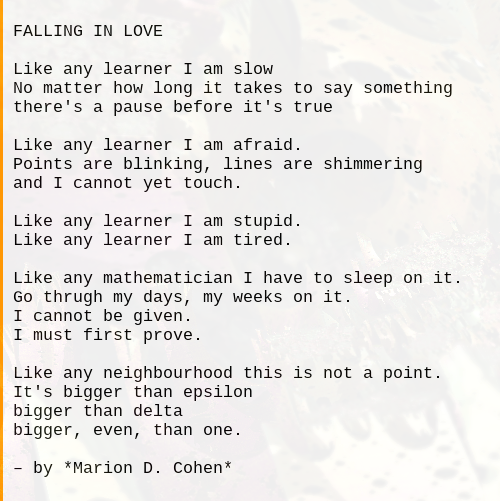 FALLING IN LOVE
Like any learner I am slow
No matter how long it takes to say something
there's a pause before it's true
Like any learner I am afraid.
Points are blinking, lines are shimmering
and I cannot yet touch.
Like any learner I am stupid.
Like any learner I am tired.
Like any mathematician I have to sleep on it.
Go thrugh my days, my weeks on it.
I cannot be given.
I must first prove.
Like any neighbourhood this is not a point.
It's bigger than epsilon
bigger than delta
bigger, even, than one.
– by *Marion D. Cohen*